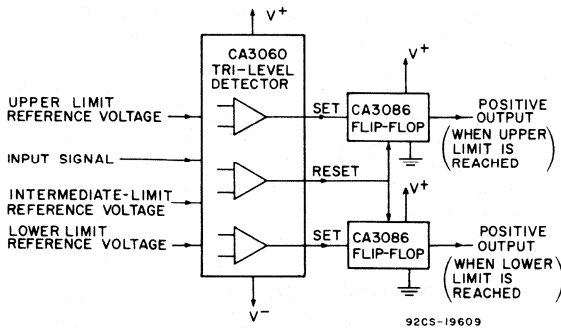 V+
CA3060
TRI-LEVEL
DETECTOR
UPPER LIMIT
REFERENCE VOLTAGE
INPUT SIGNAL
INTERMEDIATE-LIMIT
REFERENCE VOLTAGE
LOWER LIMIT
REFERENCE VOLTAGE
V-
SET
RESET
SET
V+
CA3086
FLIP-FLOP
POSITIVE
OUTPUT
(WHEN UPPER
LIMIT IS
REACHED)
V+
CA3086
FLIP-FLOP
POSITIVE
OUTPUT
(WHEN LOWER
LIMIT IS
REACHED)
92CS-19609